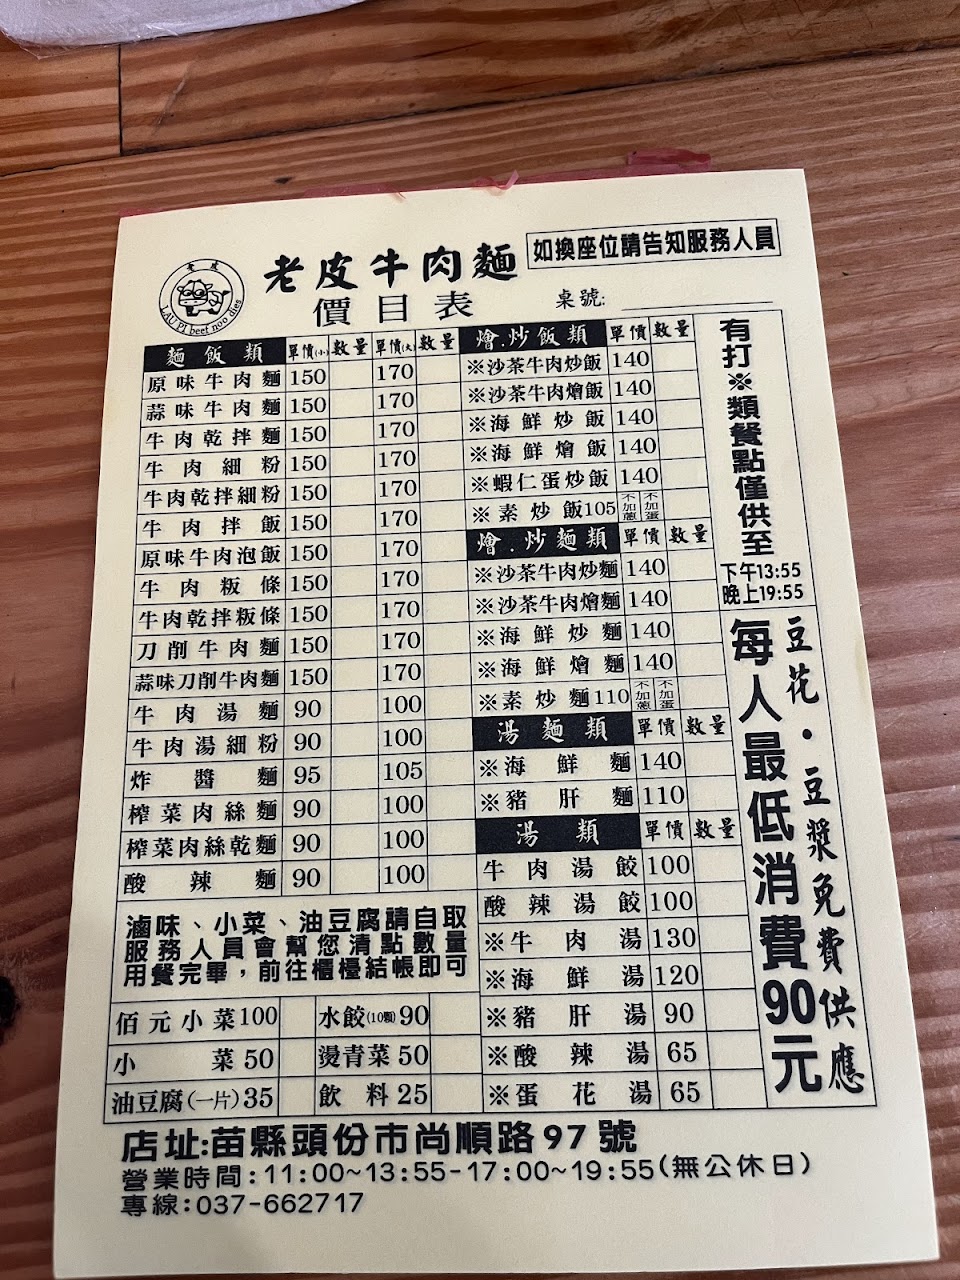 如換座位請告知服務人員
老皮牛肉麵
價目表
桌號:
老皮
LAU PI beef noo dles
麵飯類 單價(小) 數量 單價(大) 數量
原味牛肉麵 150 170
蒜味牛肉麵 150 170
牛肉乾拌麵 150 170
牛肉細粉 150 170
牛肉乾拌細粉 150 170
牛肉拌飯 150 170
原味牛肉泡飯 150 170
牛肉粄條 150 170
牛肉乾拌粄條 150 170
刀削牛肉麵 150 170
蒜味刀削牛肉麵 150 170
牛肉湯麵 90 100
牛肉湯細粉 90 100
炸醬麵 95 105
榨菜肉絲麵 90 100
榨菜肉絲乾麵 90 100
酸辣麵 90 100
滷味、小菜、油豆腐請自取
服務人員會幫您清點數量
用餐完畢，前往櫃檯結帳即可
佰元小菜 100 水餃(10顆) 90
小菜 50 燙青菜 50
油豆腐(一片) 35 飲料 25
燴.炒飯類 單價 數量
※沙茶牛肉炒飯 140
※沙茶牛肉燴飯 140
※海鮮炒飯 140
※海鮮燴飯 140
※蝦仁蛋炒飯 140
※素炒飯 105 不加蔥 不加蛋
燴.炒麵類 單價 數量
※沙茶牛肉炒麵 140
※沙茶牛肉燴麵 140
※海鮮炒麵 140
※海鮮燴麵 140
※素炒麵 110 不加蔥 不加蛋
湯麵類 單價 數量
※海鮮麵 140
※豬肝麵 110
湯類 單價 數量
牛肉湯餃 100
酸辣湯餃 100
※牛肉湯 130
※海鮮湯 120
※豬肝湯 90
※酸辣湯 65
※蛋花湯 65
有打※類餐點僅供至
下午13:55
晚上19:55
每人最低消費90元
豆花・豆漿免費供應
店址:苗縣頭份市尚順路97號
營業時間:11:00~13:55-17:00~19:55(無公休日)
專線:037-662717